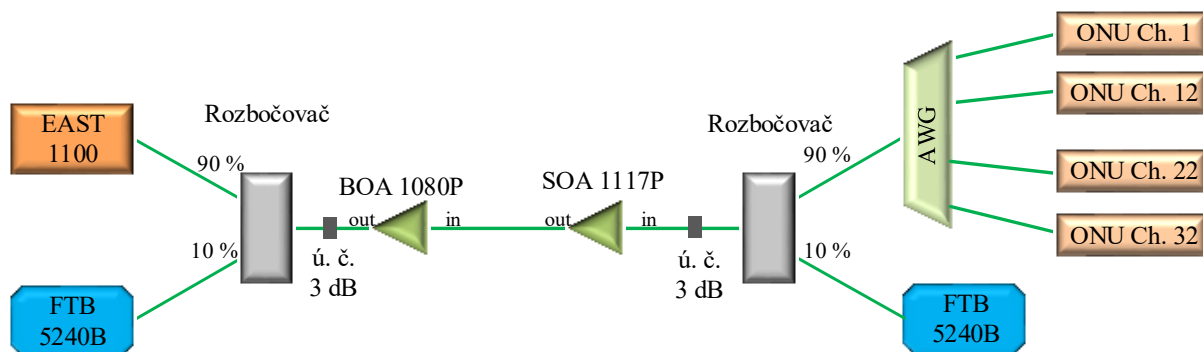 EAST
1100
Rozbočovač
90 %
10 %
FTB
5240B
ú. č.
3 dB
BOA 1080P
out
in
SOA 1117P
out
in
ú. č.
3 dB
Rozbočovač
90 %
10 %
FTB
5240B
AWG
ONU Ch. 1
ONU Ch. 12
ONU Ch. 22
ONU Ch. 32